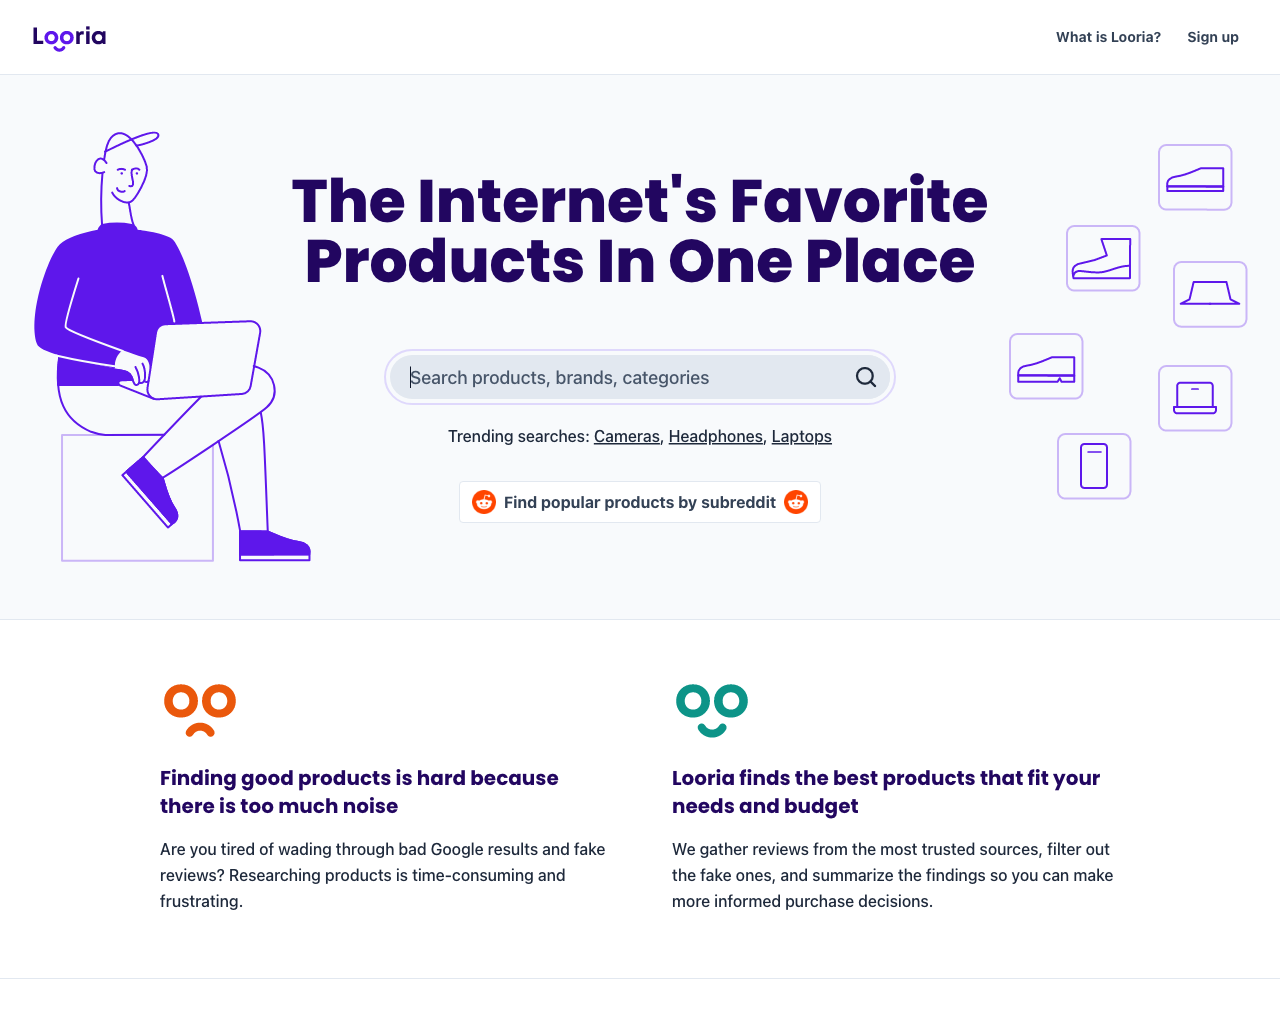 Looria
What is Looria?
Sign up
The Internet's Favorite
Products In One Place
Search products, brands, categories
Trending searches: Cameras, Headphones, Laptops
Find popular products by subreddit
Finding good products is hard because
there is too much noise
Are you tired of wading through bad Google results and fake
reviews? Researching products is time-consuming and
frustrating.
Looria finds the best products that fit your
needs and budget
We gather reviews from the most trusted sources, filter out
the fake ones, and summarize the findings so you can make
more informed purchase decisions.